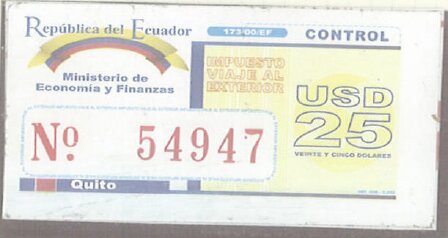 República del Ecuador
173/00/EF
CONTROL
Ministerio de
Economía y Finanzas
IMPUESTO
VIAJE AL
EXTERIOR
USD
25
VEINTE Y CINCO DOLARES
Nº. 54947
Quito